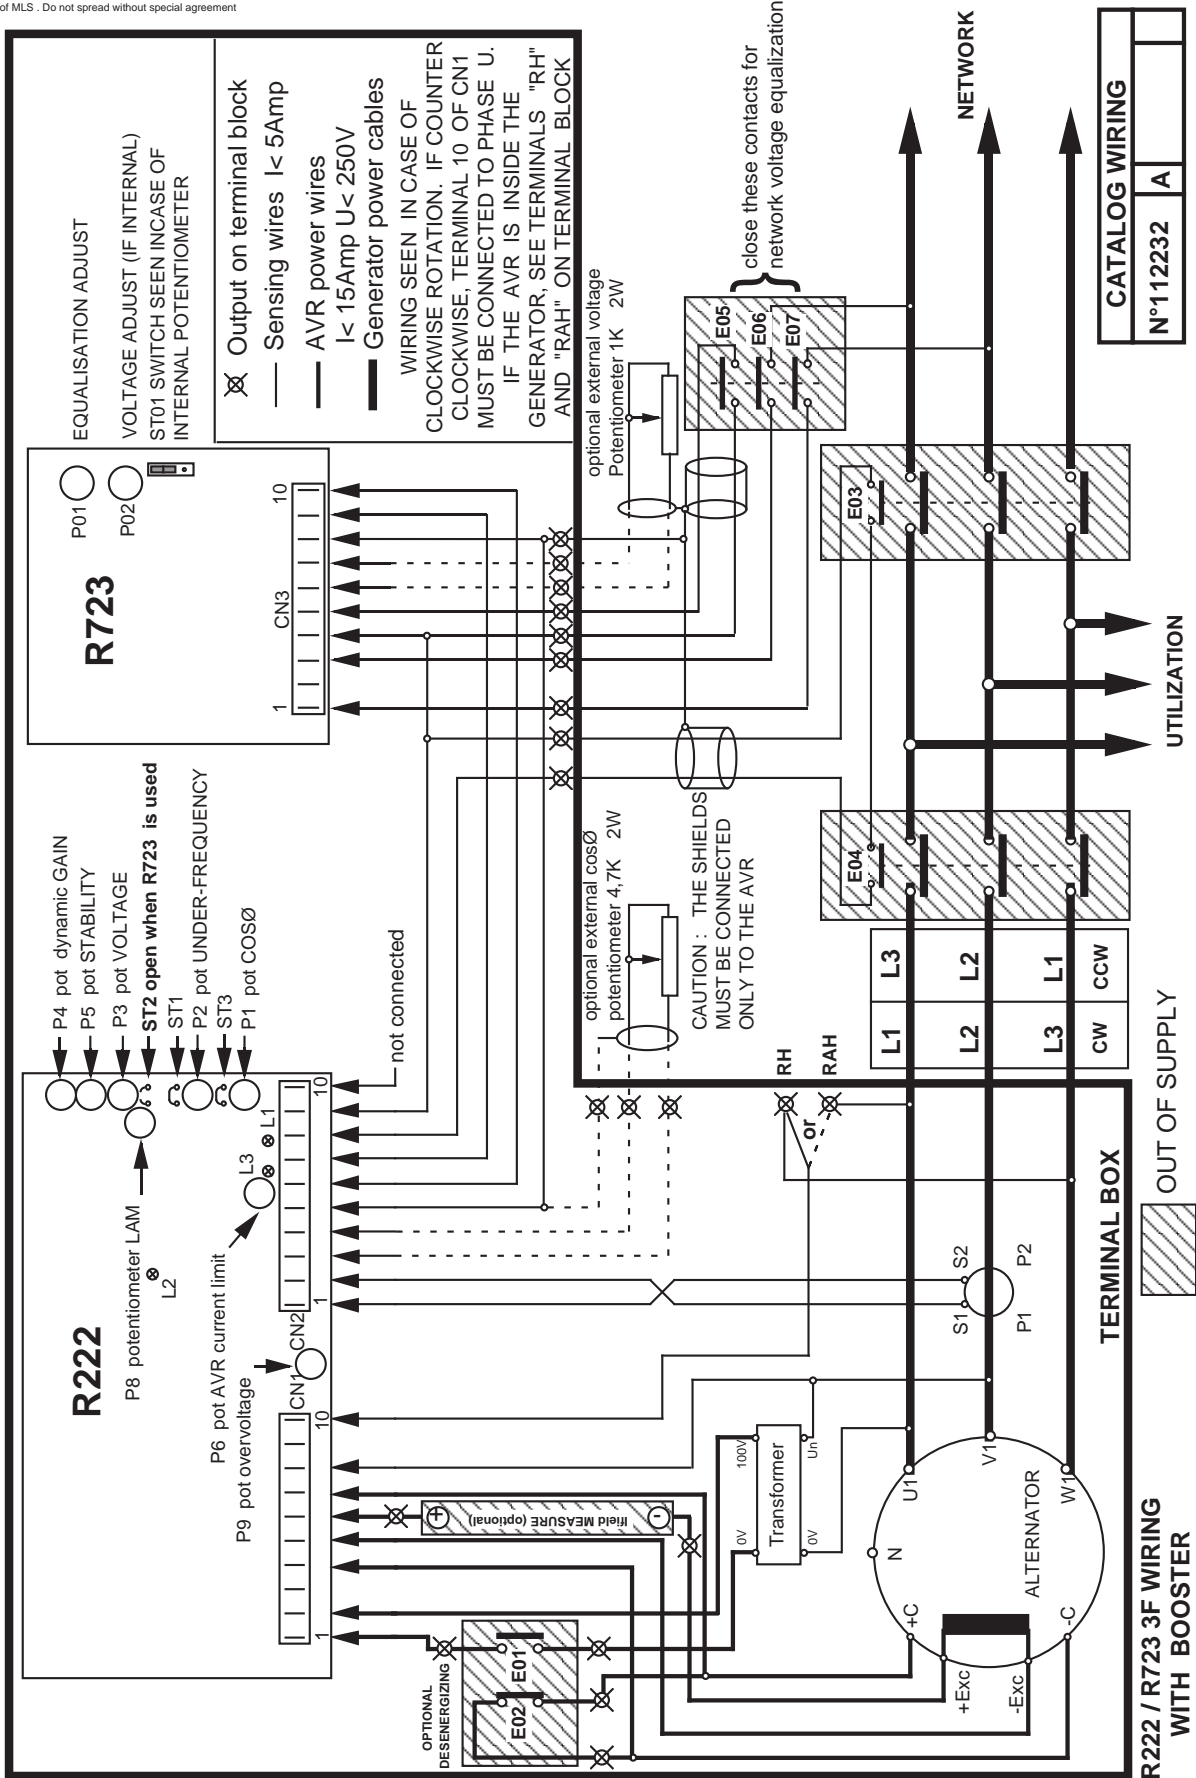 of MLS . Do not spread without special agreement
R723
P01
P02
EQUALISATION ADJUST
VOLTAGE ADJUST (IF INTERNAL)
ST01 SWITCH SEEN INCASE OF
INTERNAL POTENTIOMETER
CN3
1
10
Output on terminal block
Sensing wires I< 5Amp
AVR power wires
I< 15Amp U< 250V
Generator power cables
WIRING SEEN IN CASE OF
CLOCKWISE ROTATION. IF COUNTER
CLOCKWISE, TERMINAL 10 OF CN1
MUST BE CONNECTED TO PHASE U.
IF THE AVR IS INSIDE THE
GENERATOR, SEE TERMINALS "RH"
AND "RAH" ON TERMINAL BLOCK
R222
P4 pot dynamic GAIN
P5 pot STABILITY
P3 pot VOLTAGE
ST2 open when R723 is used
ST1
P2 pot UNDER-FREQUENCY
ST3
P1 pot COSØ
P8 potentiometer LAM
L2
L3
L1
P6 pot AVR current limit
P9 pot overvoltage
CN1
CN2
1
10
1
10
not connected
optional external voltage
Potentiometer 1K 2W
close these contacts for
network voltage equalization
E05
E06
E07
optional external cosØ
potentiometer 4,7K 2W
CAUTION : THE SHIELDS
MUST BE CONNECTED
ONLY TO THE AVR
E03
E04
NETWORK
UTILIZATION
L1
L3
L2
L2
L3
L1
CW
CCW
RH
or
RAH
OPTIONAL
DESENERGIZING
E01
E02
+
Ifield MEASURE (optional)
-
0V
100V
Transformer
0V
Un
S1
S2
P1
P2
U1
V1
W1
N
ALTERNATOR
+C
-C
+Exc
-Exc
TERMINAL BOX
R222 / R723 3F WIRING
WITH BOOSTER
OUT OF SUPPLY
CATALOG WIRING
N°112232
A